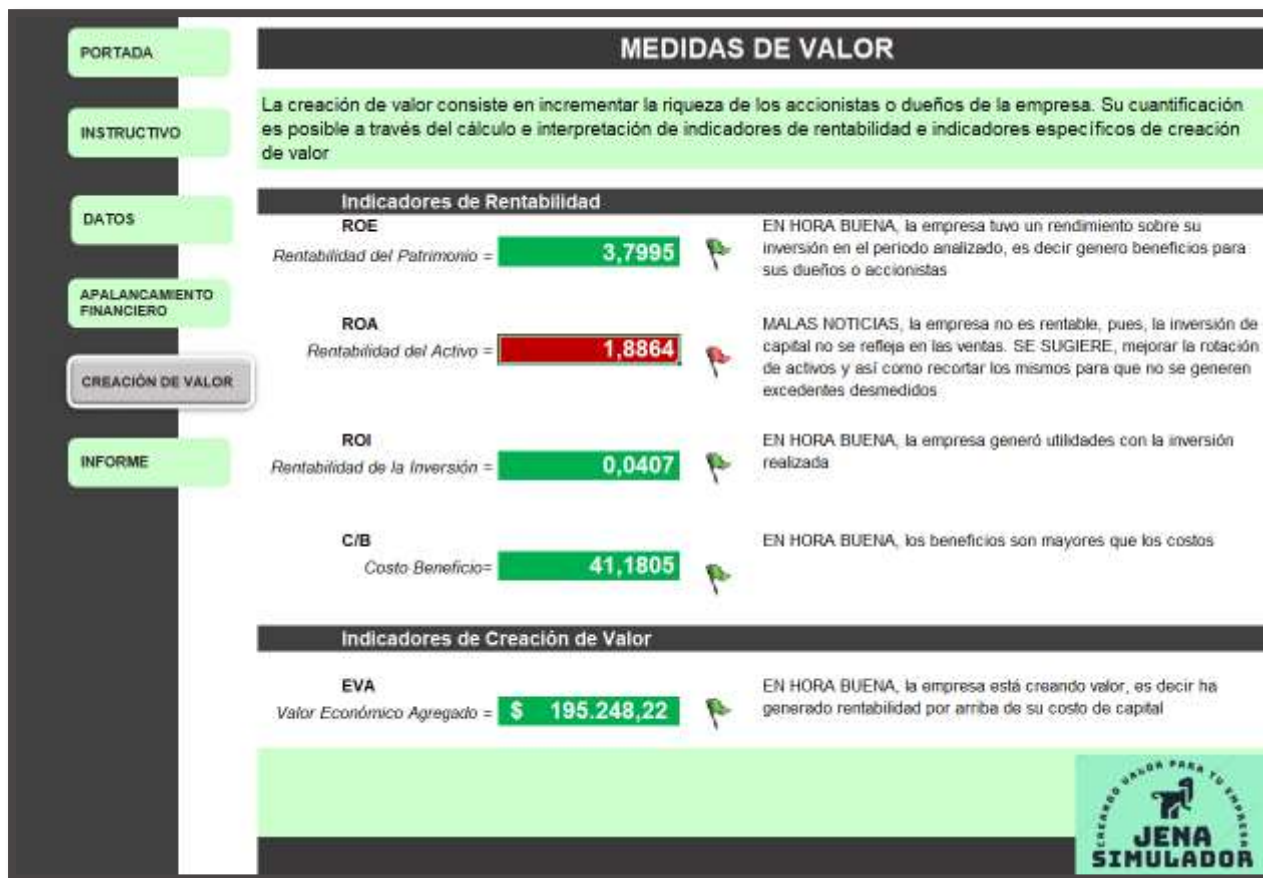 PORTADA
INSTRUCTIVO
DATOS
APALANCAMIENTO
FINANCIERO
CREACIÓN DE VALOR
INFORME
MEDIDAS DE VALOR
La creación de valor consiste en incrementar la riqueza de los accionistas o dueños de la empresa. Su cuantificación
es posible a través del cálculo e interpretación de indicadores de rentabilidad e indicadores específicos de creación
de valor
Indicadores de Rentabilidad
ROE
Rentabilidad del Patrimonio = 3,7995
EN HORA BUENA, la empresa tuvo un rendimiento sobre su
inversión en el periodo analizado, es decir genero beneficios para
sus dueños o accionistas
ROA
Rentabilidad del Activo = 1,8864
MALAS NOTICIAS, la empresa no es rentable, pues, la inversión de
capital no se refleja en las ventas. SE SUGIERE, mejorar la rotación
de activos y así como recortar los mismos para que no se generen
excedentes desmedidos
ROI
Rentabilidad de la Inversión = 0,0407
EN HORA BUENA, la empresa generó utilidades con la inversión
realizada
C/B
Costo Beneficio= 41,1805
EN HORA BUENA, los beneficios son mayores que los costos
Indicadores de Creación de Valor
EVA
Valor Económico Agregado = $ 195.248,22
EN HORA BUENA, la empresa está creando valor, es decir ha
generado rentabilidad por arriba de su costo de capital
CREANDO VALOR PARA TU EMPRESA
JENA
SIMULADOR